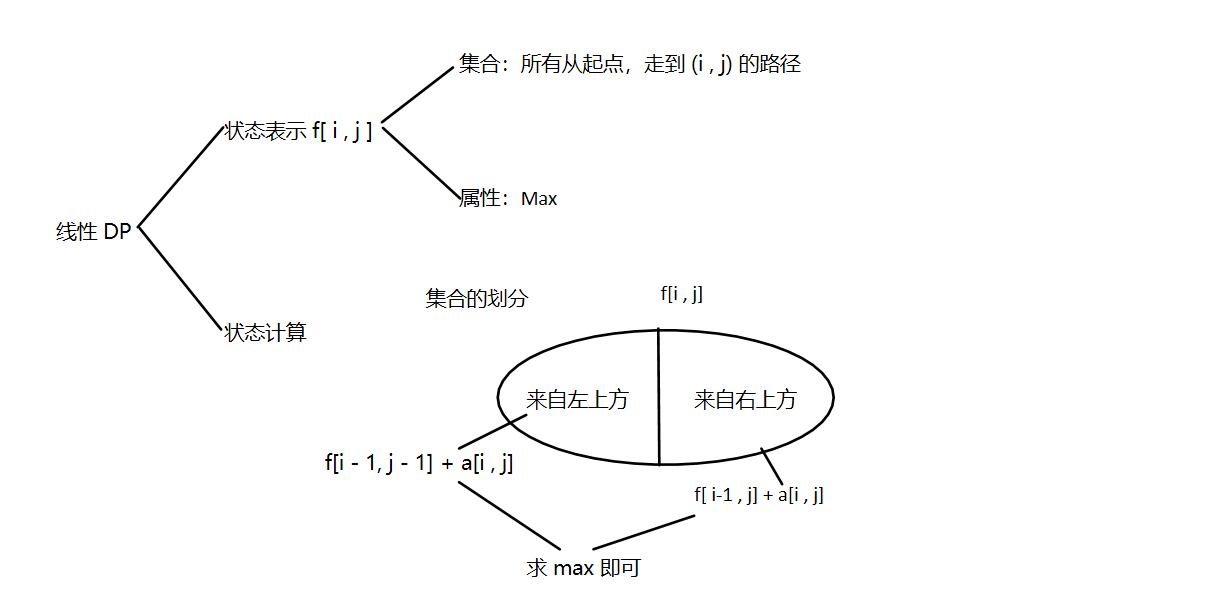 集合：所有从起点，走到 (i , j) 的路径
状态表示 f[ i , j ]
属性：Max
线性 DP
集合的划分
f[i , j]
状态计算
来自左上方
来自右上方
f[i - 1, j - 1] + a[i , j]
f[ i-1 , j] + a[i , j]
求 max 即可